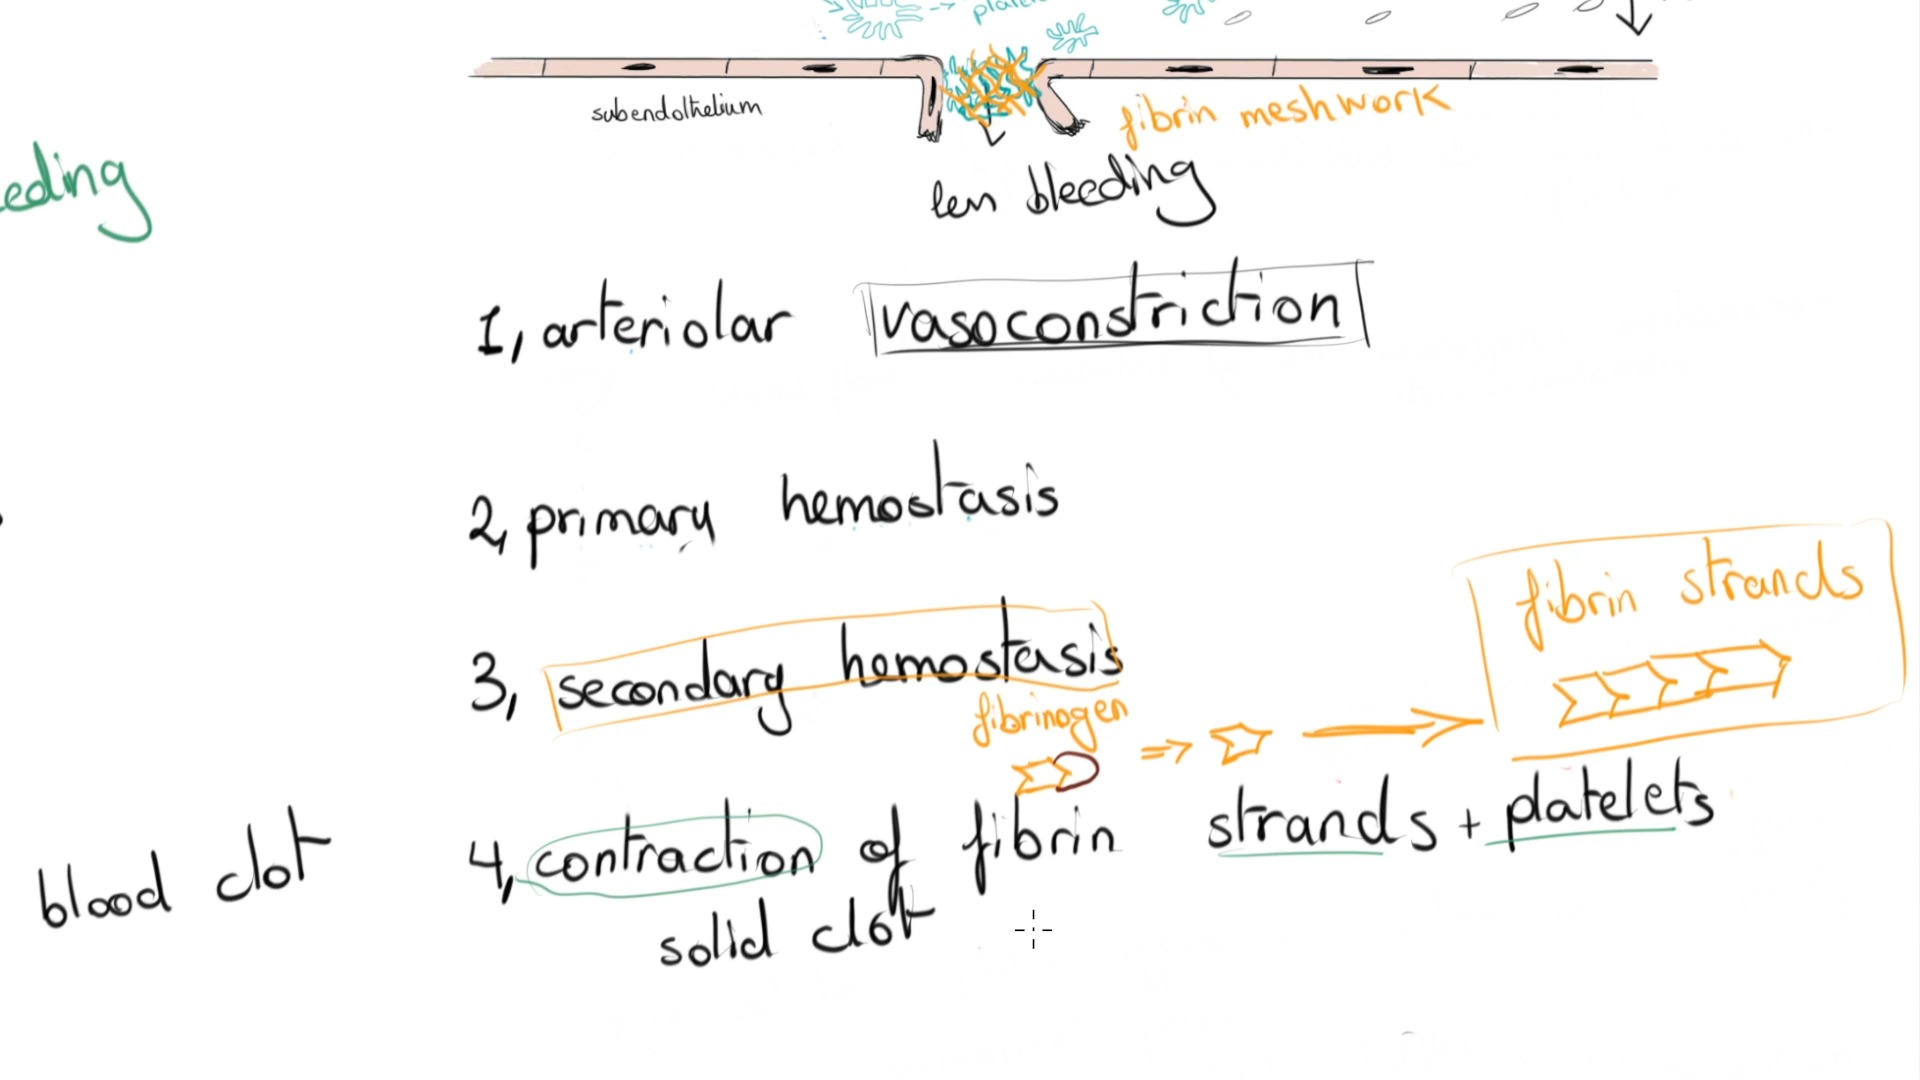 subendothelium
fibrin meshwork
less bleeding
eeding
1, arteriolar vasoconstriction
2, primary hemostasis
fibrin strands
3, secondary hemostasis
fibrinogen
4, contraction of fibrin strands + platelets
blood clot
solid clot